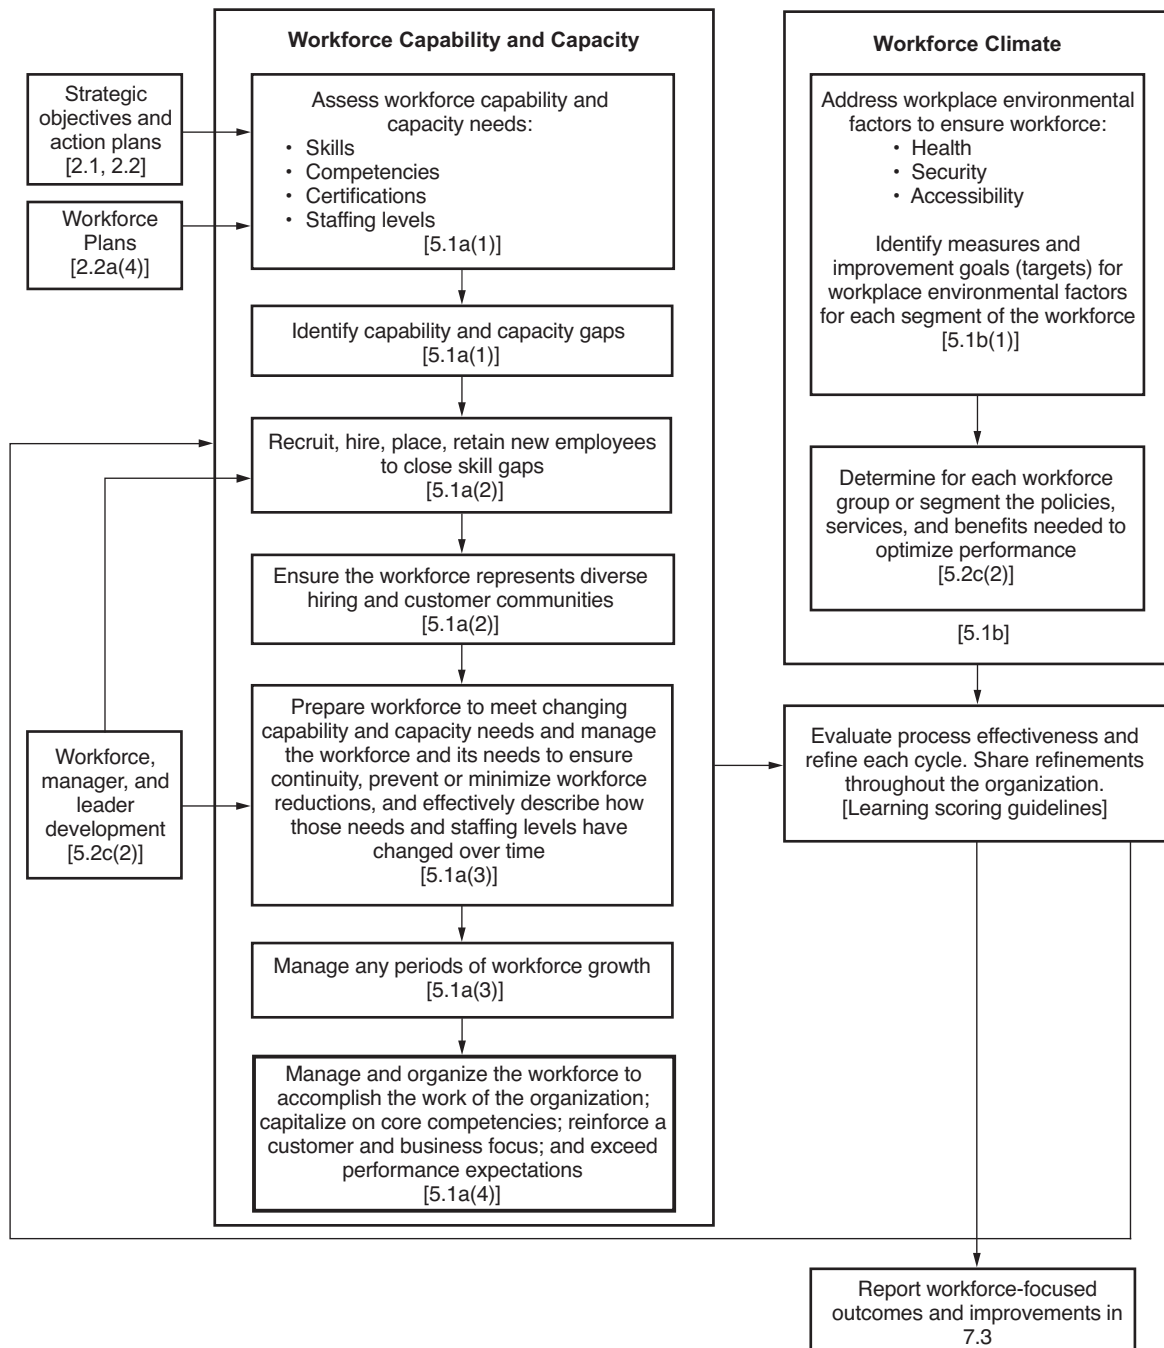 Workforce Capability and Capacity
Strategic
objectives and
action plans
[2.1, 2.2]
Workforce
Plans
[2.2a(4)]
Assess workforce capability and
capacity needs:
• Skills
• Competencies
• Certifications
• Staffing levels
[5.1a(1)]
Identify capability and capacity gaps
[5.1a(1)]
Recruit, hire, place, retain new employees
to close skill gaps
[5.1a(2)]
Ensure the workforce represents diverse
hiring and customer communities
[5.1a(2)]
Workforce,
manager, and
leader
development
[5.2c(2)]
Prepare workforce to meet changing
capability and capacity needs and manage
the workforce and its needs to ensure
continuity, prevent or minimize workforce
reductions, and effectively describe how
those needs and staffing levels have
changed over time
[5.1a(3)]
Manage any periods of workforce growth
[5.1a(3)]
Manage and organize the workforce to
accomplish the work of the organization;
capitalize on core competencies; reinforce a
customer and business focus; and exceed
performance expectations
[5.1a(4)]
Workforce Climate
Address workplace environmental
factors to ensure workforce:
• Health
• Security
• Accessibility
Identify measures and
improvement goals (targets) for
workplace environmental factors
for each segment of the workforce
[5.1b(1)]
Determine for each workforce
group or segment the policies,
services, and benefits needed to
optimize performance
[5.2c(2)]
[5.1b]
Evaluate process effectiveness and
refine each cycle. Share refinements
throughout the organization.
[Learning scoring guidelines]
Report workforce-focused
outcomes and improvements in
7.3